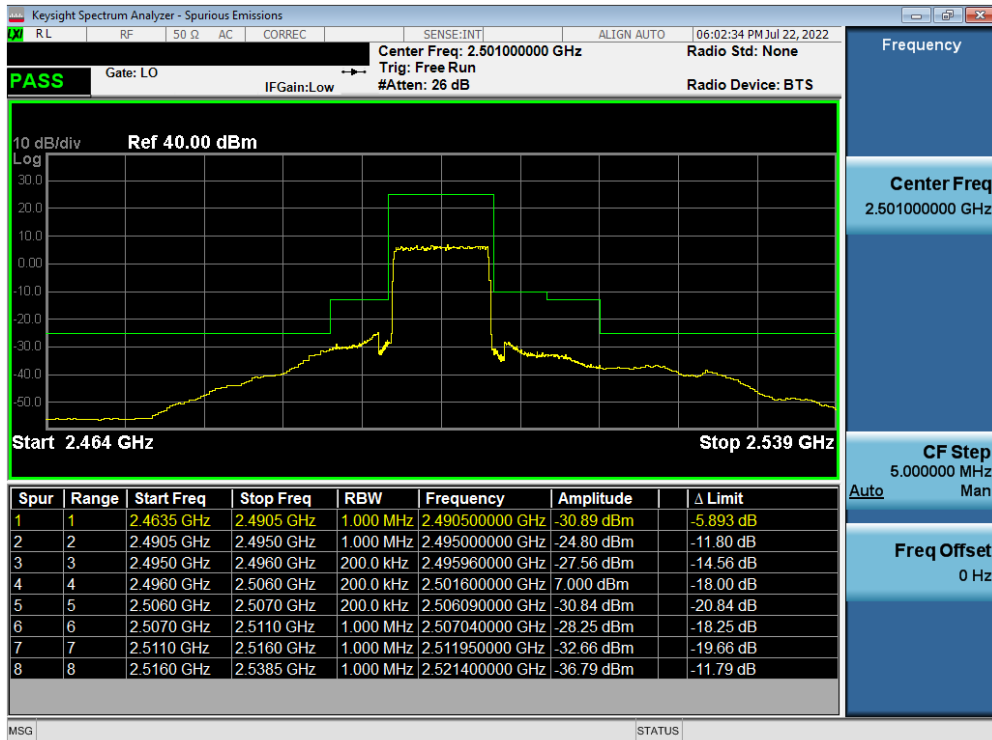 Keysight Spectrum Analyzer - Spurious Emissions
LXI RL RF 50 Ω AC CORREC SENSE:INT ALIGN AUTO 06:02:34 PM Jul 22, 2022
Center Freq: 2.501000000 GHz Radio Std: None
PASS Gate: LO Trig: Free Run
IFGain:Low #Atten: 26 dB Radio Device: BTS
10 dB/div Ref 40.00 dBm
Log
30.0
20.0
10.0
0.00
-10.0
-20.0
-30.0
-40.0
-50.0
Start 2.464 GHz Stop 2.539 GHz
Spur Range Start Freq Stop Freq RBW Frequency Amplitude Δ Limit
1 1 2.4635 GHz 2.4905 GHz 1.000 MHz 2.490500000 GHz -30.89 dBm -5.893 dB
2 2 2.4905 GHz 2.4950 GHz 1.000 MHz 2.495000000 GHz -24.80 dBm -11.80 dB
3 3 2.4950 GHz 2.4960 GHz 200.0 kHz 2.495960000 GHz -27.56 dBm -14.56 dB
4 4 2.4960 GHz 2.5060 GHz 200.0 kHz 2.501600000 GHz 7.000 dBm -18.00 dB
5 5 2.5060 GHz 2.5070 GHz 200.0 kHz 2.506090000 GHz -30.84 dBm -20.84 dB
6 6 2.5070 GHz 2.5110 GHz 1.000 MHz 2.507040000 GHz -28.25 dBm -18.25 dB
7 7 2.5110 GHz 2.5160 GHz 1.000 MHz 2.511950000 GHz -32.66 dBm -19.66 dB
8 8 2.5160 GHz 2.5385 GHz 1.000 MHz 2.521400000 GHz -36.79 dBm -11.79 dB
MSG STATUS
Frequency
Center Freq
2.501000000 GHz
CF Step
5.000000 MHz
Auto Man
Freq Offset
0 Hz